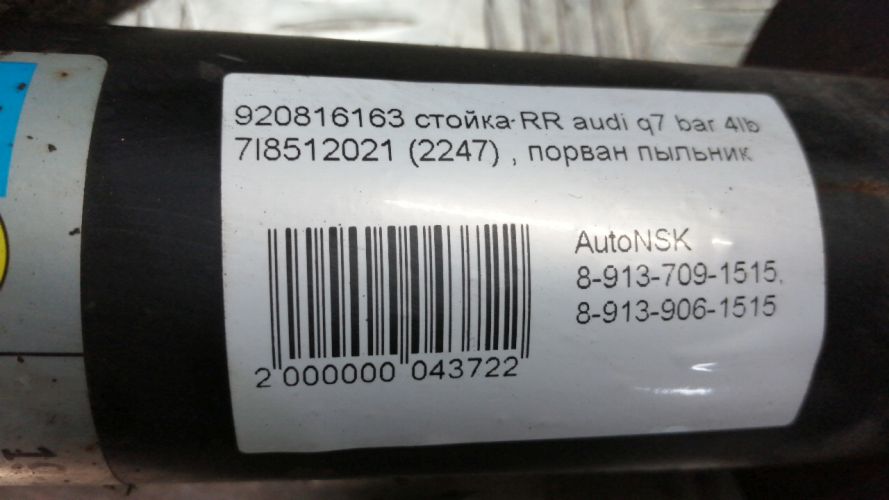 920816163 стойка-RR audi q7 bar 4lb
7l8512021 (2247) , порван пыльник
AutoNSK
8-913-709-1515,
8-913-906-1515
2 000000 043722